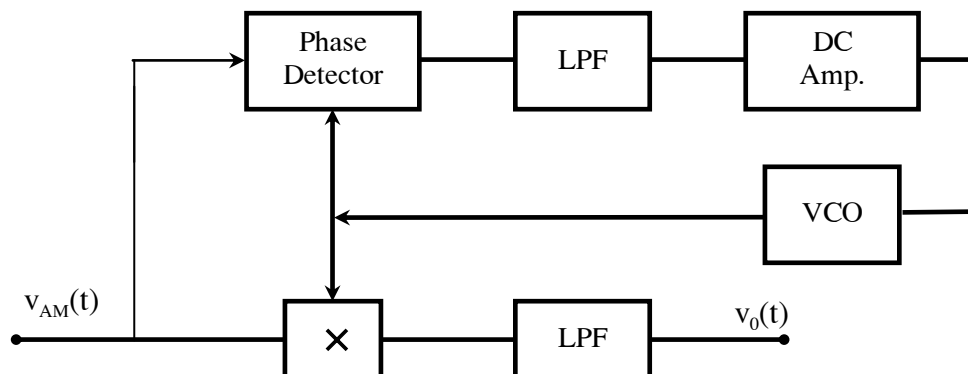 Phase
Detector
LPF
DC
Amp.
VCO
v_AM(t)
×
LPF
v_0(t)